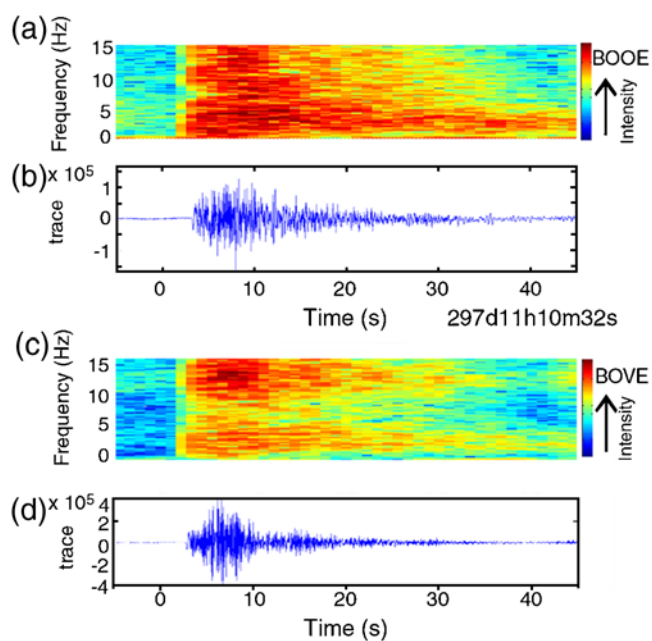 (a)
Frequency (Hz)
15
10
5
0
BOOE
Intensity
(b)
x 10^5
trace
1
0
-1
0 10 20 30 40
Time (s) 297d11h10m32s
(c)
Frequency (Hz)
15
10
5
0
BOVE
Intensity
(d)
x 10^5
trace
4
2
0
-2
-4
0 10 20 30 40
Time (s)